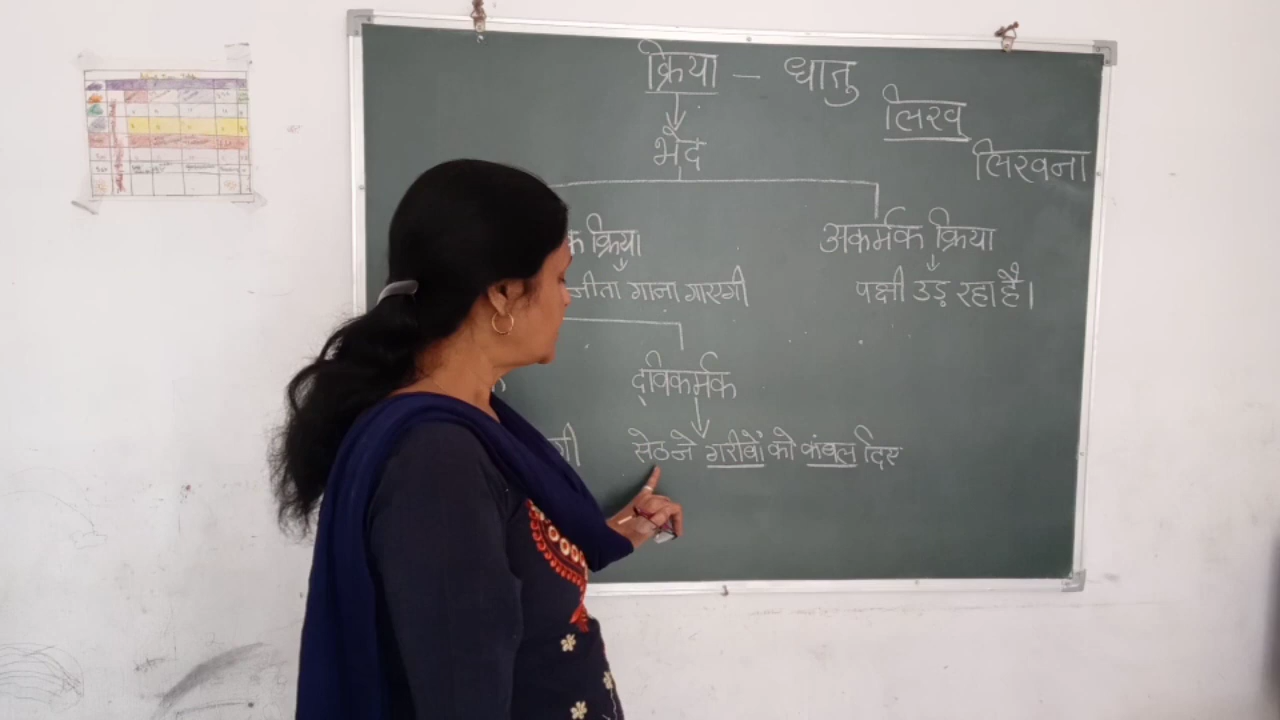 क्रिया – धातु
लिख
लिखना
भेद
क्रिया अकर्मक क्रिया
गाना गाएगी पक्षी उड़ रहा है।
द्विकर्मक
सेठ ने गरीबों को कंबल दिए